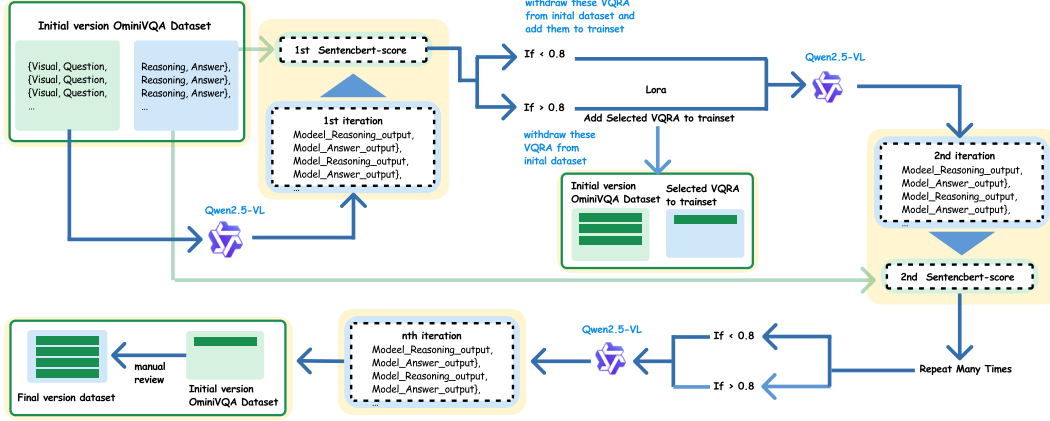 withdraw these VQRA
from inital dataset and
add them to trainset
Initial version OminiVQA Dataset
{Visual, Question,
{Visual, Question,
{Visual, Question,
...
Reasoning, Answer},
Reasoning, Answer},
Reasoning, Answer},
...
1st Sentencbert-score
1st iteration
Modeel_Reasoning_output,
Model_Answer_output},
Model_Reasoning_output,
Model_Answer_output},
...
Qwen2.5-VL
If < 0.8
If > 0.8
Lora
Add Selected VQRA to trainset
withdraw these
VQRA from
inital dataset
Initial version
OminiVQA Dataset
Selected VQRA
to trainset
Qwen2.5-VL
2nd iteration
Modeel_Reasoning_output,
Model_Answer_output},
Model_Reasoning_output,
Model_Answer_output},
...
2nd Sentencbert-score
Repeat Many Times
If < 0.8
If > 0.8
Qwen2.5-VL
nth iteration
Modeel_Reasoning_output,
Model_Answer_output},
Model_Reasoning_output,
Model_Answer_output},
...
manual
review
Final version dataset
Initial version
OminiVQA Dataset